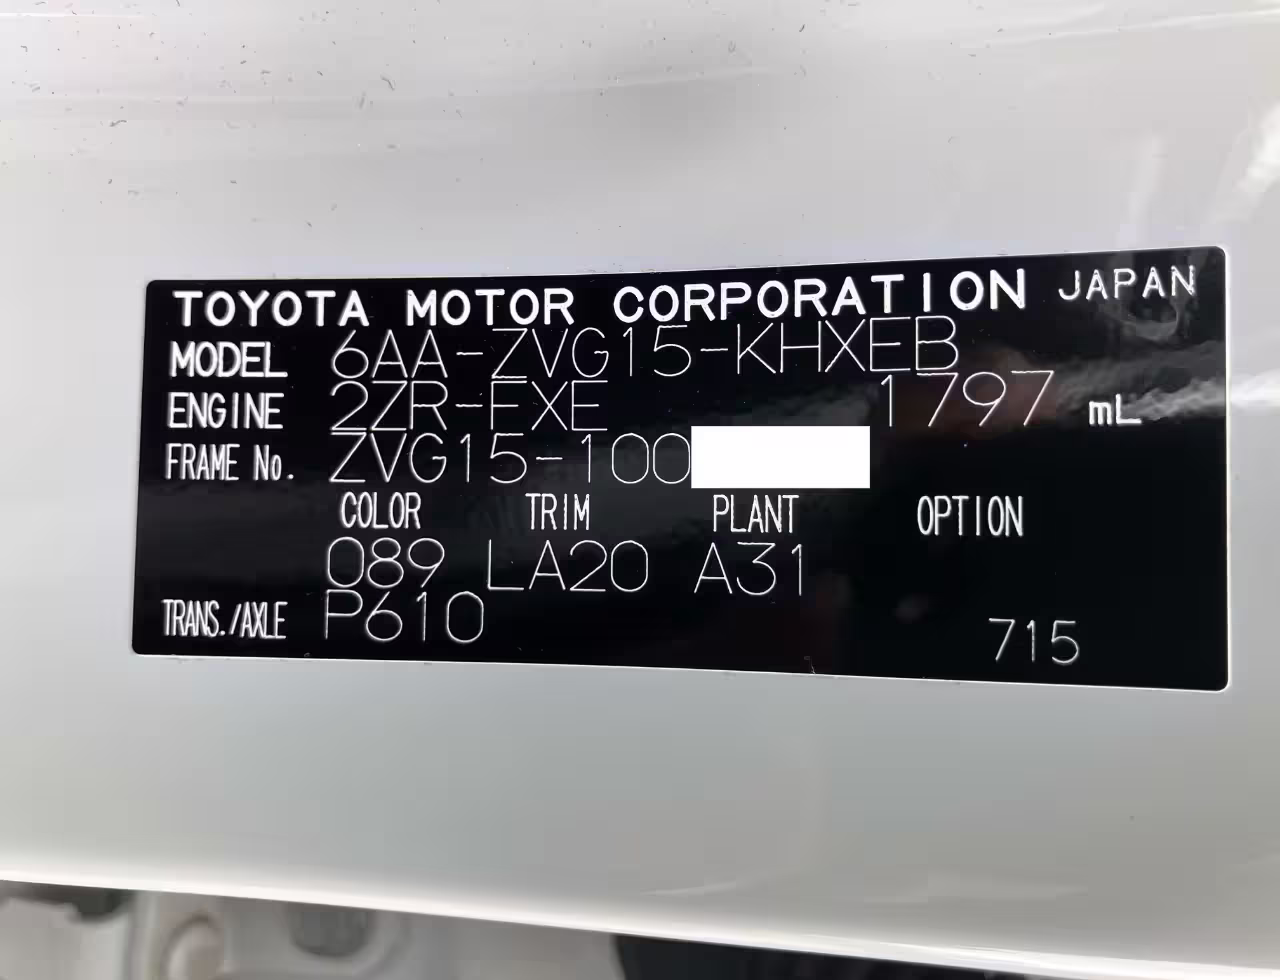 TOYOTA MOTOR CORPORATION JAPAN
MODEL 6AA-ZVG15-KHXEB
ENGINE 2ZR-FXE 1797 mL
FRAME No. ZVG15-100
COLOR TRIM PLANT OPTION
089 LA20 A31
TRANS./AXLE P610 715